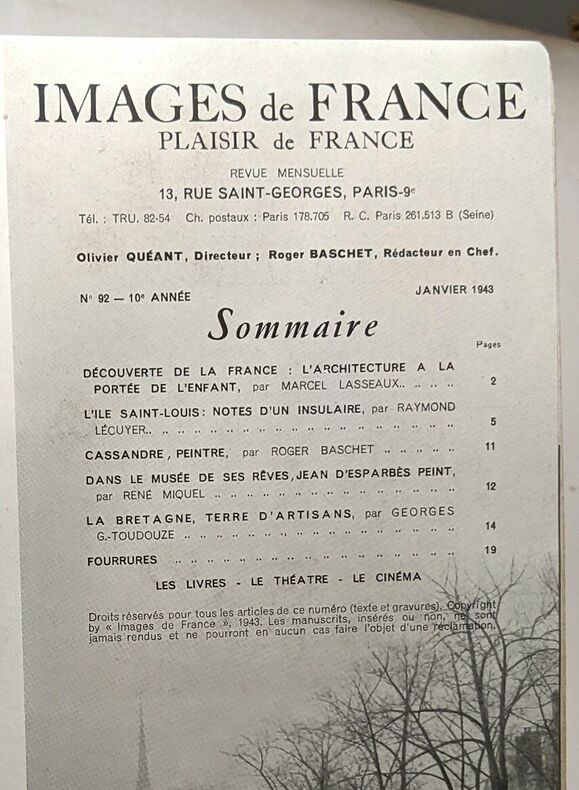 IMAGES de FRANCE
PLAISIR de FRANCE
REVUE MENSUELLE
13, RUE SAINT-GEORGES, PARIS-9e
Tél. : TRU. 82-54 Ch. postaux : Paris 178.705 R. C. Paris 261.513 B (Seine)
Olivier QUÉANT, Directeur ; Roger BASCHET, Rédacteur en Chef.
N° 92 — 10e ANNÉE JANVIER 1943
Sommaire
Pages
DÉCOUVERTE DE LA FRANCE : L'ARCHITECTURE A LA
PORTÉE DE L'ENFANT, par MARCEL LASSEAUX.. .. .. .. 2
L'ILE SAINT-LOUIS : NOTES D'UN INSULAIRE, par RAYMOND
LÉCUYER.. .. .. .. .. .. .. .. .. .. .. .. .. .. .. .. .. 5
CASSANDRE, PEINTRE, par ROGER BASCHET .. .. .. .. .. 11
DANS LE MUSÉE DE SES RÊVES, JEAN D'ESPARBÈS PEINT,
par RENÉ MIQUEL .. .. .. .. .. .. .. .. .. .. .. .. .. .. 12
LA BRETAGNE, TERRE D'ARTISANS, par GEORGES
G.-TOUDOUZE .. .. .. .. .. .. .. .. .. .. .. .. .. .. .. 14
FOURRURES .. .. .. .. .. .. .. .. .. .. .. .. .. .. .. .. 19
LES LIVRES - LE THÉATRE - LE CINÉMA
Droits réservés pour tous les articles de ce numéro (texte et gravures). Copyright
by « Images de France », 1943. Les manuscrits, insérés ou non, ne sont
jamais rendus et ne pourront en aucun cas faire l'objet d'une réclamation.